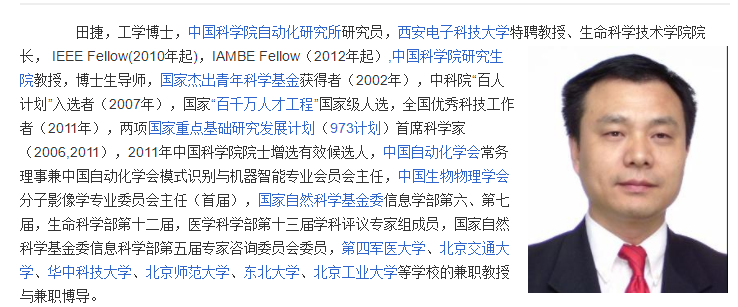 田捷，工学博士，中国科学院自动化研究所研究员，西安电子科技大学特聘教授、生命科学技术学院院
长， IEEE Fellow(2010年起)，IAMBE Fellow（2012年起）,中国科学院研究生
院教授，博士生导师，国家杰出青年科学基金获得者（2002年），中科院“百人
计划”入选者（2007年），国家“百千万人才工程”国家级人选，全国优秀科技工作
者（2011年），两项国家重点基础研究发展计划（973计划）首席科学家
（2006,2011），2011年中国科学院院士增选有效候选人，中国自动化学会常务
理事兼中国自动化学会模式识别与机器智能专业会员会主任，中国生物物理学会
分子影像学专业委员会主任（首届），国家自然科学基金委信息学部第六、第七
届，生命科学部第十二届，医学科学部第十三届学科评议专家组成员，国家自然
科学基金委信息科学部第五届专家咨询委员会委员，第四军医大学、北京交通大
学、华中科技大学、北京师范大学、东北大学、北京工业大学等学校的兼职教授
与兼职博导。